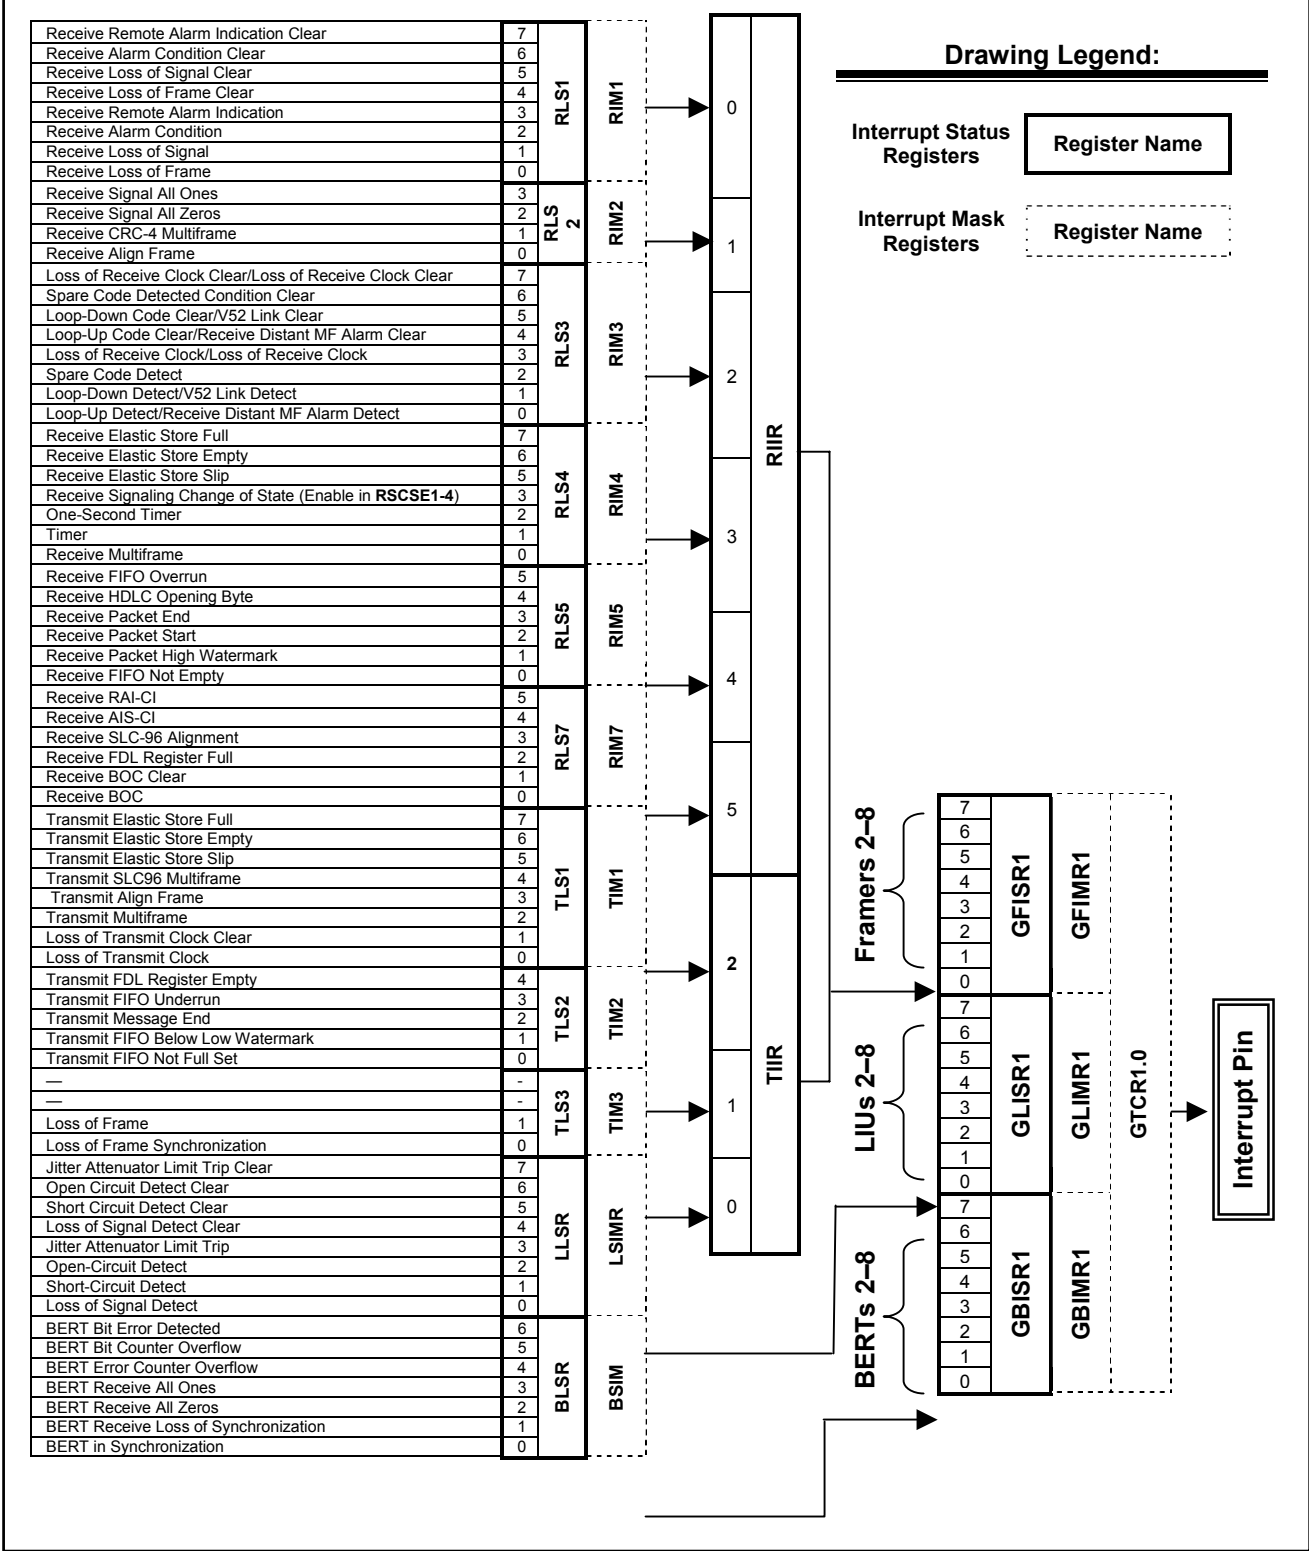 Receive Remote Alarm Indication Clear 7
Receive Alarm Condition Clear 6
Receive Loss of Signal Clear 5
Receive Loss of Frame Clear 4
Receive Remote Alarm Indication 3
Receive Alarm Condition 2
Receive Loss of Signal 1
Receive Loss of Frame 0
RLS1
RIM1
Receive Signal All Ones 3
Receive Signal All Zeros 2
Receive CRC-4 Multiframe 1
Receive Align Frame 0
RLS
2
RIM2
Loss of Receive Clock Clear/Loss of Receive Clock Clear 7
Spare Code Detected Condition Clear 6
Loop-Down Code Clear/V52 Link Clear 5
Loop-Up Code Clear/Receive Distant MF Alarm Clear 4
Loss of Receive Clock/Loss of Receive Clock 3
Spare Code Detect 2
Loop-Down Detect/V52 Link Detect 1
Loop-Up Detect/Receive Distant MF Alarm Detect 0
RLS3
RIM3
Receive Elastic Store Full 7
Receive Elastic Store Empty 6
Receive Elastic Store Slip 5
Receive Signaling Change of State (Enable in RSCSE1-4) 3
One-Second Timer 2
Timer 1
Receive Multiframe 0
RLS4
RIM4
Receive FIFO Overrun 5
Receive HDLC Opening Byte 4
Receive Packet End 3
Receive Packet Start 2
Receive Packet High Watermark 1
Receive FIFO Not Empty 0
RLS5
RIM5
Receive RAI-CI 5
Receive AIS-CI 4
Receive SLC-96 Alignment 3
Receive FDL Register Full 2
Receive BOC Clear 1
Receive BOC 0
RLS7
RIM7
Transmit Elastic Store Full 7
Transmit Elastic Store Empty 6
Transmit Elastic Store Slip 5
Transmit SLC96 Multiframe 4
Transmit Align Frame 3
Transmit Multiframe 2
Loss of Transmit Clock Clear 1
Loss of Transmit Clock 0
TLS1
TIM1
Transmit FDL Register Empty 4
Transmit FIFO Underrun 3
Transmit Message End 2
Transmit FIFO Below Low Watermark 1
Transmit FIFO Not Full Set 0
TLS2
TIM2
— -
— -
Loss of Frame 1
Loss of Frame Synchronization 0
TLS3
TIM3
Jitter Attenuator Limit Trip Clear 7
Open Circuit Detect Clear 6
Short Circuit Detect Clear 5
Loss of Signal Detect Clear 4
Jitter Attenuator Limit Trip 3
Open-Circuit Detect 2
Short-Circuit Detect 1
Loss of Signal Detect 0
LLSR
LSIMR
BERT Bit Error Detected 6
BERT Bit Counter Overflow 5
BERT Error Counter Overflow 4
BERT Receive All Ones 3
BERT Receive All Zeros 2
BERT Receive Loss of Synchronization 1
BERT in Synchronization 0
BLSR
BSIM
0
1
2
3
4
5
RIIR
2
1
0
TIIR
Drawing Legend:
Interrupt Status
Registers
Register Name
Interrupt Mask
Registers
Register Name
Framers 2–8
7
6
5
4
3
2
1
0
GFISR1
GFIMR1
LIUs 2–8
7
6
5
4
3
2
1
0
GLISR1
GLIMR1
BERTs 2–8
7
6
5
4
3
2
1
0
GBISR1
GBIMR1
GTCR1.0
Interrupt Pin